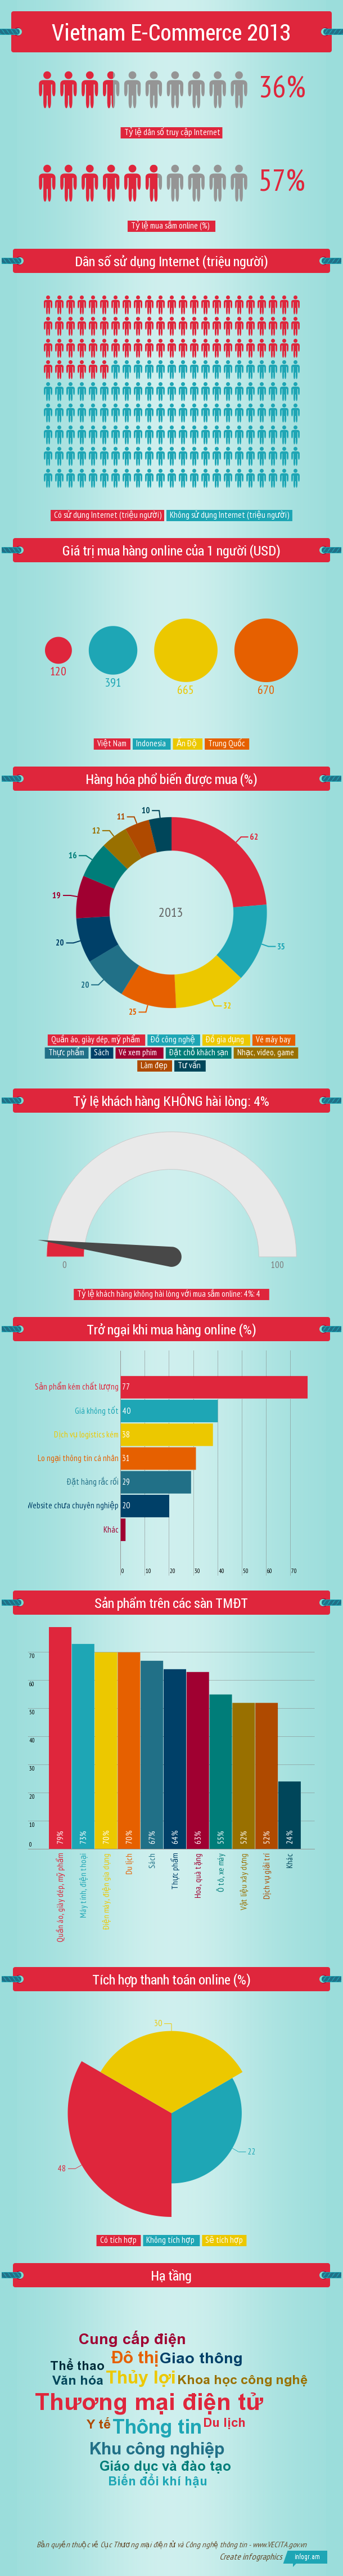 Vietnam E-Commerce 2013
36%
Tỷ lệ dân số truy cập Internet
57%
Tỷ lệ mua sắm online (%)
Dân số sử dụng Internet (triệu người)
Có sử dụng Internet (triệu người) Không sử dụng Internet (triệu người)
Giá trị mua hàng online của 1 người (USD)
120 391 665 670
Việt Nam Indonesia Ấn Độ Trung Quốc
Hàng hóa phổ biến được mua (%)
10
11
12
62
16
19
2013
20
35
20
32
25
Quần áo, giày dép, mỹ phẩm Đồ công nghệ Đồ gia dụng Vé máy bay
Thực phẩm Sách Vé xem phim Đặt chỗ khách sạn Nhạc, video, game
Làm đẹp Tư vấn
Tỷ lệ khách hàng KHÔNG hài lòng: 4%
0 100
Tỷ lệ khách hàng không hài lòng với mua sắm online: 4%: 4
Trở ngại khi mua hàng online (%)
Sản phẩm kém chất lượng 77
Giá không tốt 40
Dịch vụ logistics kém 38
Lo ngại thông tin cá nhân 31
Đặt hàng rắc rối 29
Website chưa chuyên nghiệp 20
Khác
0 10 20 30 40 50 60 70
Sản phẩm trên các sàn TMĐT
70
60
50
40
30
20
10
0
79% 73% 70% 70% 67% 64% 63% 55% 52% 52% 24%
Quần áo, giày dép, mỹ phẩm
Máy tính, điện thoại
Điện máy, điện gia dụng
Du lịch
Sách
Thực phẩm
Hoa, quà tặng
Ô tô, xe máy
Vật liệu xây dựng
Dịch vụ giải trí
Khác
Tích hợp thanh toán online (%)
22
48
Có tích hợp Không tích hợp Sẽ tích hợp
Hạ tầng
Cung cấp điện
Đô thị Giao thông
Thể thao
Văn hóa Thủy lợi Khoa học công nghệ
Thương mại điện tử
Y tế Thông tin Du lịch
Khu công nghiệp
Giáo dục và đào tạo
Biến đổi khí hậu
Bản quyền thuộc về Cục Thương mại điện tử và Công nghệ thông tin - www.VECITA.gov.vn
Create infographics infogr.am